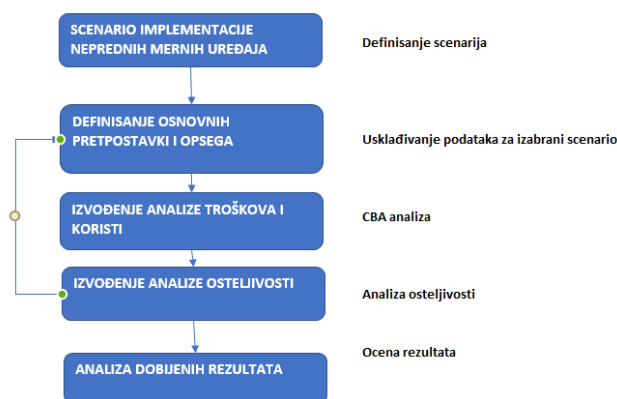 SCENARIO IMPLEMENTACIJE
NEPREDNIH MERNIH UREĐAJA
Definisanje scenarija
DEFINISANJE OSNOVNIH
PRETPOSTAVKI I OPSEGA
Usklađivanje podataka za izabrani scenario
IZVOĐENJE ANALIZE TROŠKOVA I
KORISTI
CBA analiza
IZVOĐENJE ANALIZE OSTELJIVOSTI
Analiza osteljivosti
Ocena rezultata
ANALIZA DOBIJENIH REZULTATA